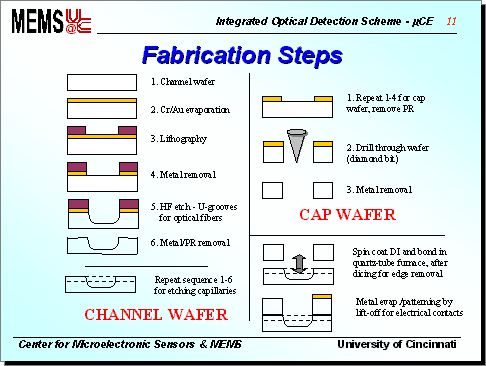 MEMS U@C
Integrated Optical Detection Scheme - µCE 11
Fabrication Steps
1. Channel wafer
2. Cr/Au evaporation
3. Lithography
4. Metal removal
5. HF etch - U-grooves
for optical fibers
6. Metal/PR removal
Repeat sequence 1-6
for etching capillaries
CHANNEL WAFER
1. Repeat 1-4 for cap
wafer, remove PR
2. Drill through wafer
(diamond bit)
3. Metal removal
CAP WAFER
Spin coat DI and bond in
quartz-tube furnace, after
dicing for edge removal
Metal evap/patterning by
lift-off for electrical contacts
Center for Microelectronic Sensors & MEMS
University of Cincinnati